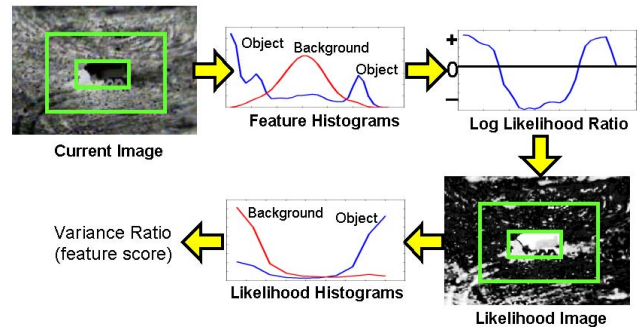 Object
Background
Object
Feature Histograms
Current Image
+
0
−
Log Likelihood Ratio
Background
Object
Likelihood Histograms
Variance Ratio
(feature score)
Likelihood Image